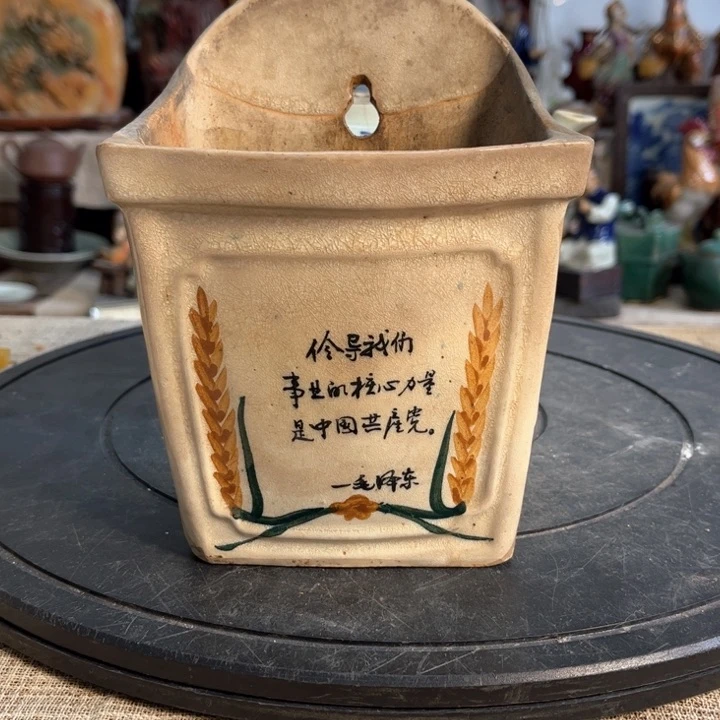 伶导我们
事业的核心力量
是中国共产党。
—毛泽东